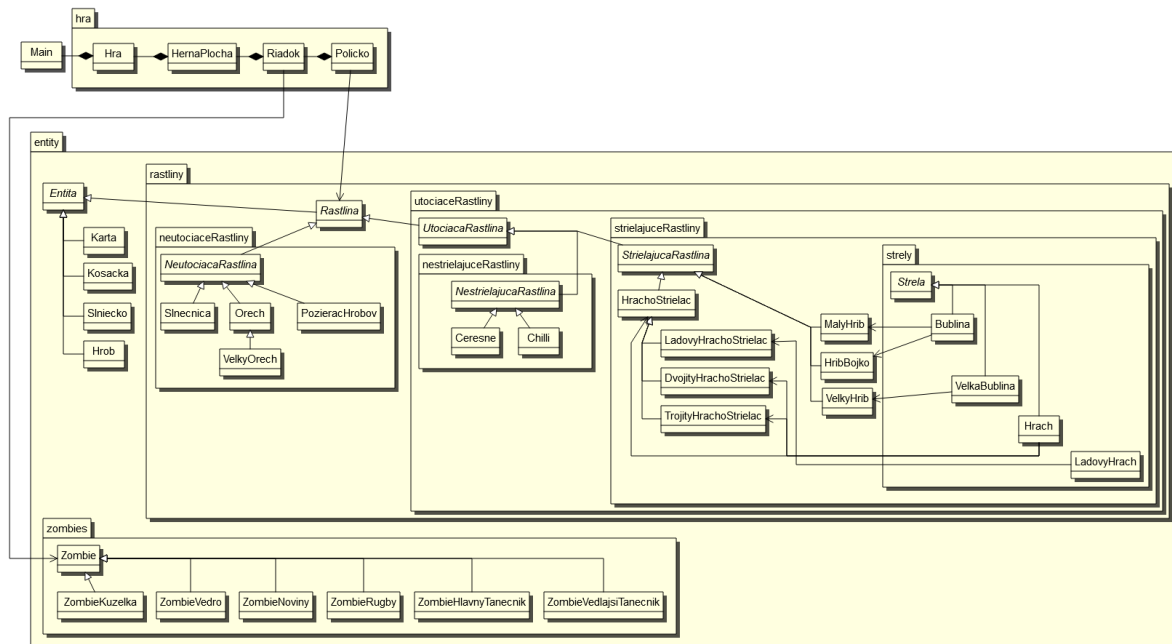 hra
Main
Hra
HernaPlocha
Riadok
Policko
entity
rastliny
Entita
Rastlina
utociaceRastliny
UtociacaRastlina
strielajuceRastliny
Karta
neutociaceRastliny
StrielajucaRastlina
strely
NeutociacaRastlina
nestrielajuceRastliny
Kosacka
Strela
NestrielajucaRastlina
HrachoStrielac
Slniecko
Slnecnica
Orech
PozieracHrobov
MalyHrib
Bublina
Ceresne
Chilli
LadovyHrachoStrielac
Hrob
VelkyOrech
HribBojko
DvojityHrachoStrielac
VelkaBublina
VelkyHrib
TrojityHrachoStrielac
Hrach
LadovyHrach
zombies
Zombie
ZombieKuzelka
ZombieVedro
ZombieNoviny
ZombieRugby
ZombieHlavnyTanecnik
ZombieVedlajsiTanecnik